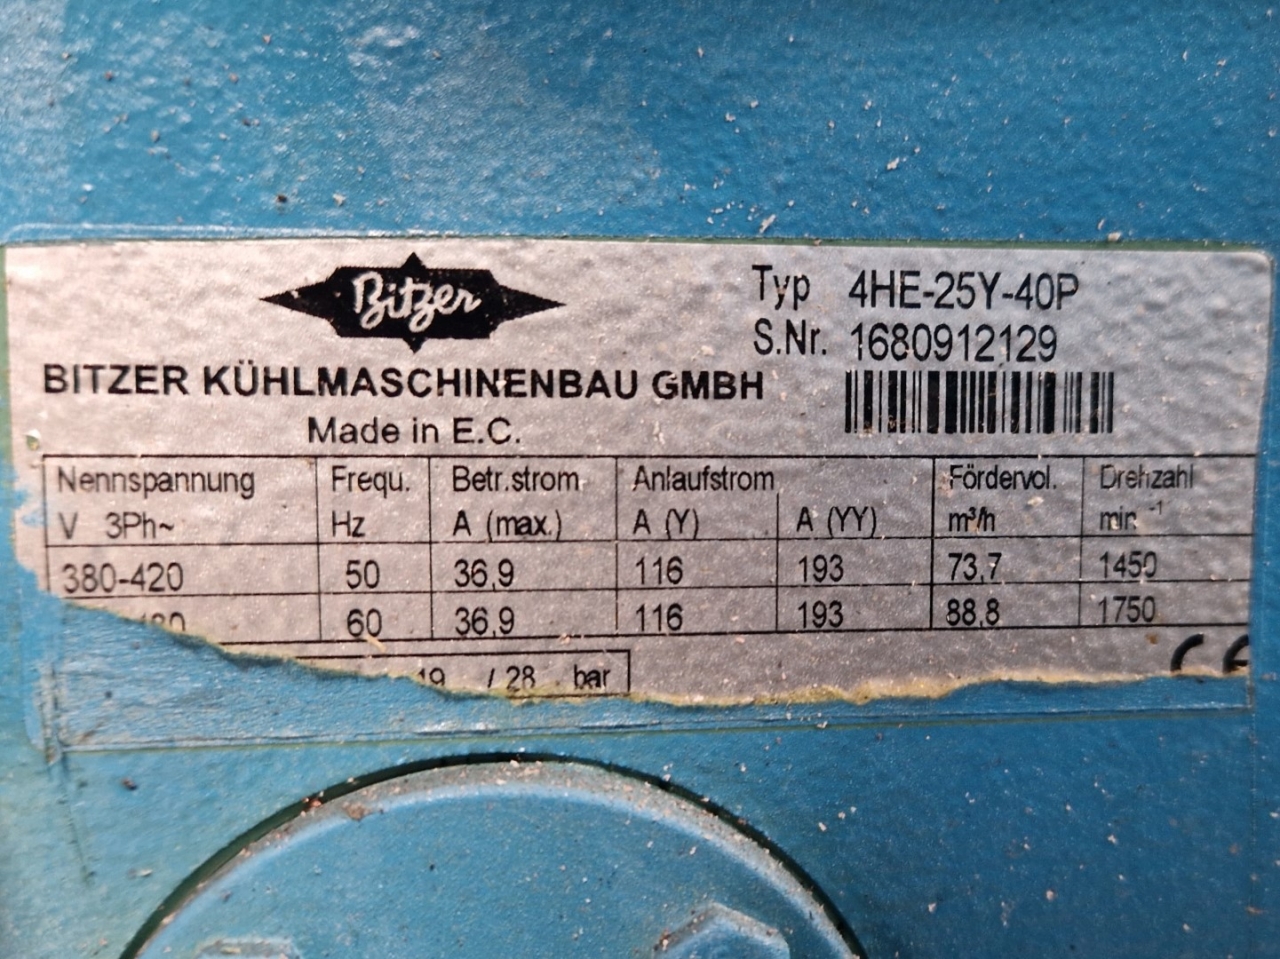 Bitzer
Typ 4HE-25Y-40P
S.Nr. 1680912129
BITZER KÜHLMASCHINENBAU GMBH
Made in E.C.
Nennspannung Frequ. Betr.strom Anlaufstrom Fördervol. Drehzahl
V 3Ph~ Hz A (max.) A (Y) A (YY) m³/h min -1
380-420 50 36,9 116 193 73,7 1450
60 36,9 116 193 88,8 1750
19 / 28 bar
CE